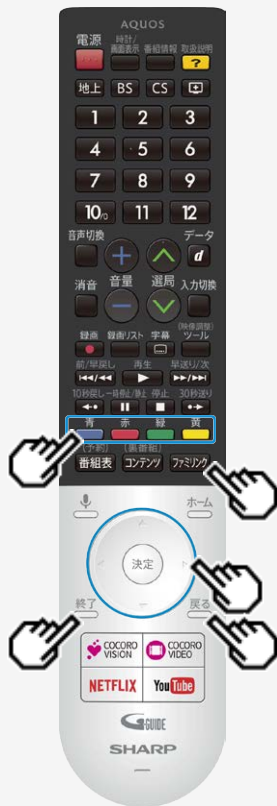 AQUOS
電源 時計/画面表示 番組情報 取扱説明
?
地上 BS CS
1 2 3
4 5 6
7 8 9
10/0 11 12
音声切換 データ
+ d
消音 音量 選局 入力切換
−
(映像調整)
録画 録画リスト 字幕 ツール
前/早戻し 再生 早送り/次
10秒戻し 一時停止/静止 停止 30秒送り
青 赤 緑 黄
(予約) (裏番組)
番組表 コンテンツ ファミリンク
ホーム
決定
終了 戻る
COCORO VISION COCORO VIDEO
NETFLIX YouTube
G-GUIDE
SHARP